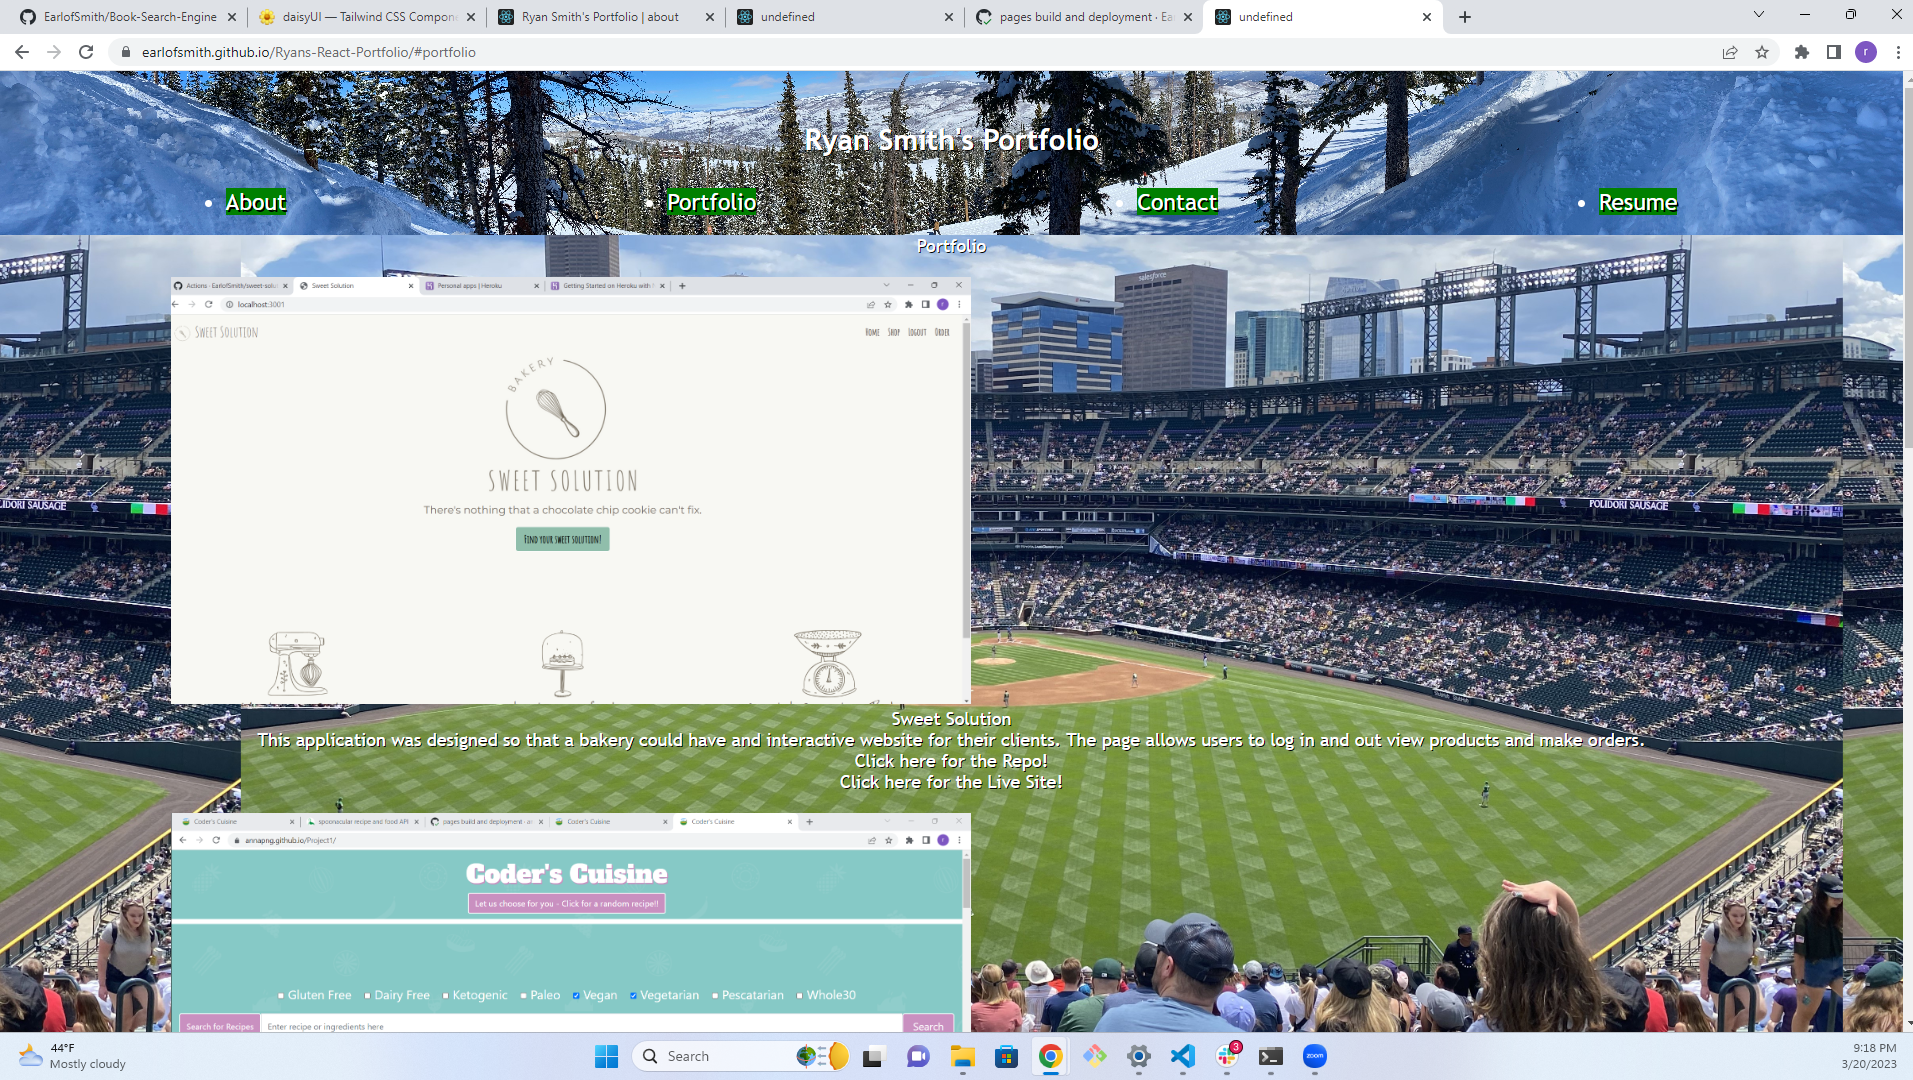 EarlofSmith/Book-Search-Engine
daisyUI — Tailwind CSS Compone
Ryan Smith's Portfolio | about
undefined
pages build and deployment · Ea
undefined
earlofsmith.github.io/Ryans-React-Portfolio/#portfolio
r
Ryan Smith's Portfolio
About
Portfolio
Contact
Resume
Portfolio
salesforce
Actions · EarlofSmith/sweet-solu
Sweet Solution
Personal apps | Heroku
Getting Started on Heroku with
localhost:3001
Sweet Solution
Home Shop Logout Order
BAKERY
SWEET SOLUTION
There's nothing that a chocolate chip cookie can't fix.
Find your sweet solution!
LIDORI SAUSAGE
POLIDORI SAUSAGE
Sweet Solution
This application was designed so that a bakery could have and interactive website for their clients. The page allows users to log in and out view products and make orders.
Click here for the Repo!
Click here for the Live Site!
Coder's Cuisine
spoonacular recipe and food API
pages build and deployment · a
Coder's Cuisine
Coder's Cuisine
annapng.github.io/Project1/
Coder's Cuisine
Let us choose for you - Click for a random recipe!!
Gluten Free Dairy Free Ketogenic Paleo Vegan Vegetarian Pescatarian Whole30
Search for Recipes
Enter recipe or ingredients here
Search
44°F
Mostly cloudy
Search
3
zoom
9:18 PM
3/20/2023